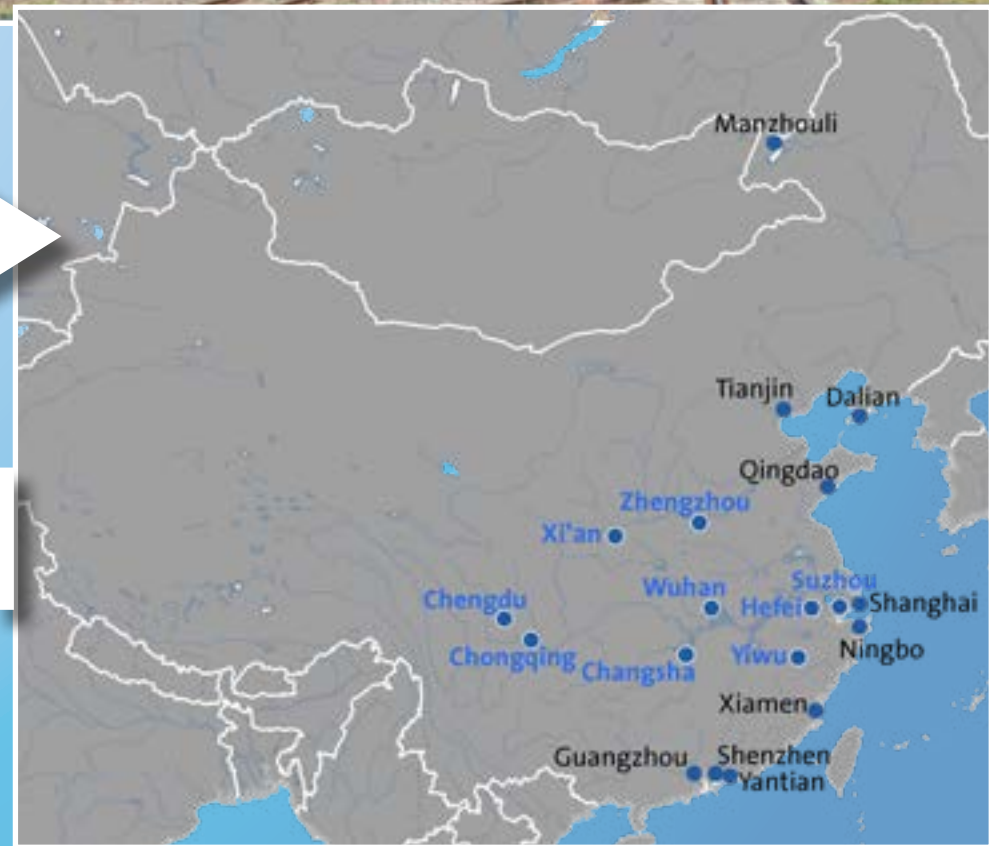 Manzhouli
Tianjin
Dalian
Qingdao
Zhengzhou
Xi'an
Suzhou
Wuhan
Hefei
Shanghai
Chengdu
Ningbo
Chongqing
Changsha
Yiwu
Xiamen
Guangzhou
Shenzhen
Yantian